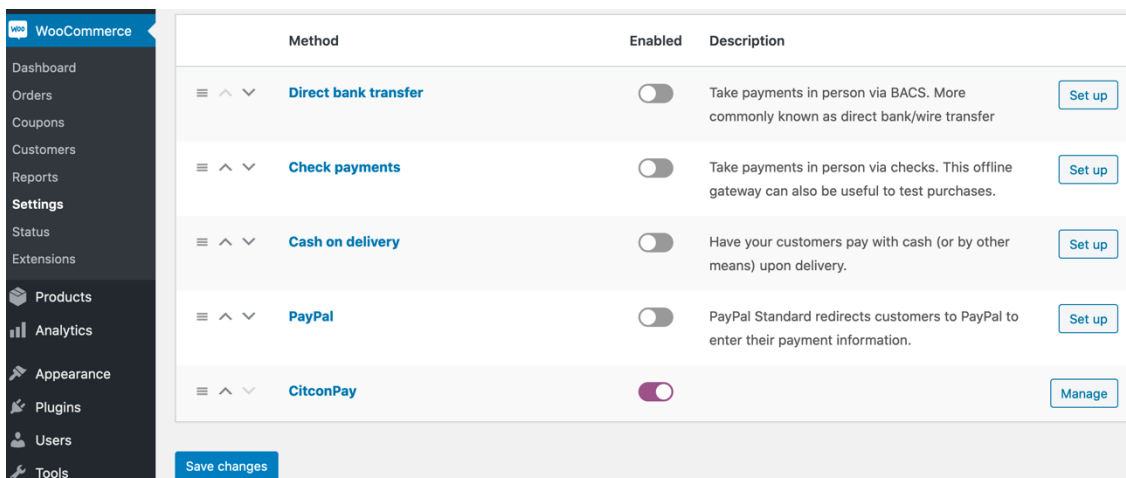 Woo WooCommerce
Dashboard
Orders
Coupons
Customers
Reports
Settings
Status
Extensions
Products
Analytics
Appearance
Plugins
Users
Tools
Method Enabled Description
Direct bank transfer
Take payments in person via BACS. More
commonly known as direct bank/wire transfer
Set up
Check payments
Take payments in person via checks. This offline
gateway can also be useful to test purchases.
Set up
Cash on delivery
Have your customers pay with cash (or by other
means) upon delivery.
Set up
PayPal
PayPal Standard redirects customers to PayPal to
enter their payment information.
Set up
CitconPay
Manage
Save changes